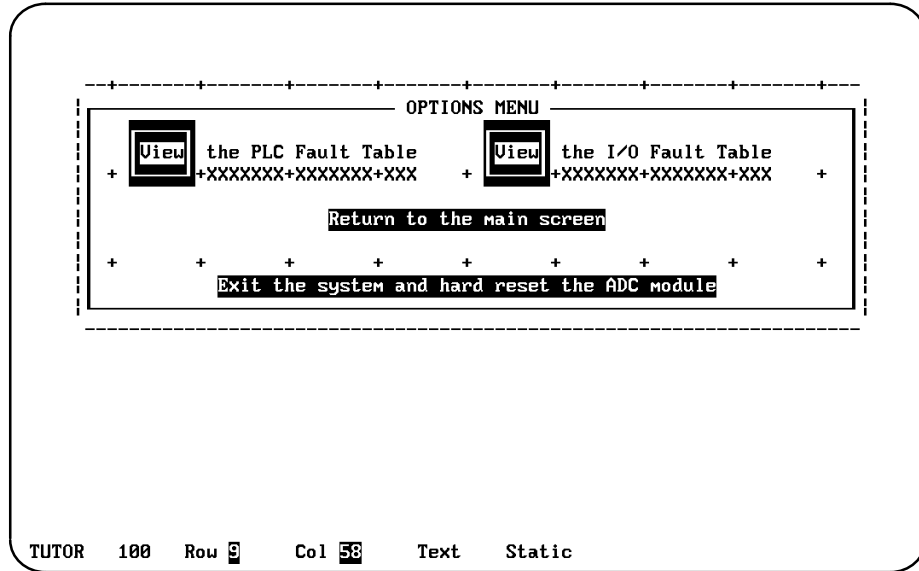 OPTIONS MENU
View the PLC Fault Table View the I/O Fault Table
+ +XXXXXXX+XXXXXXX+XXX + +XXXXXXX+XXXXXXX+XXX +
Return to the main screen
+ + + + + + + + +
Exit the system and hard reset the ADC module
TUTOR 100 Row 9 Col 58 Text Static